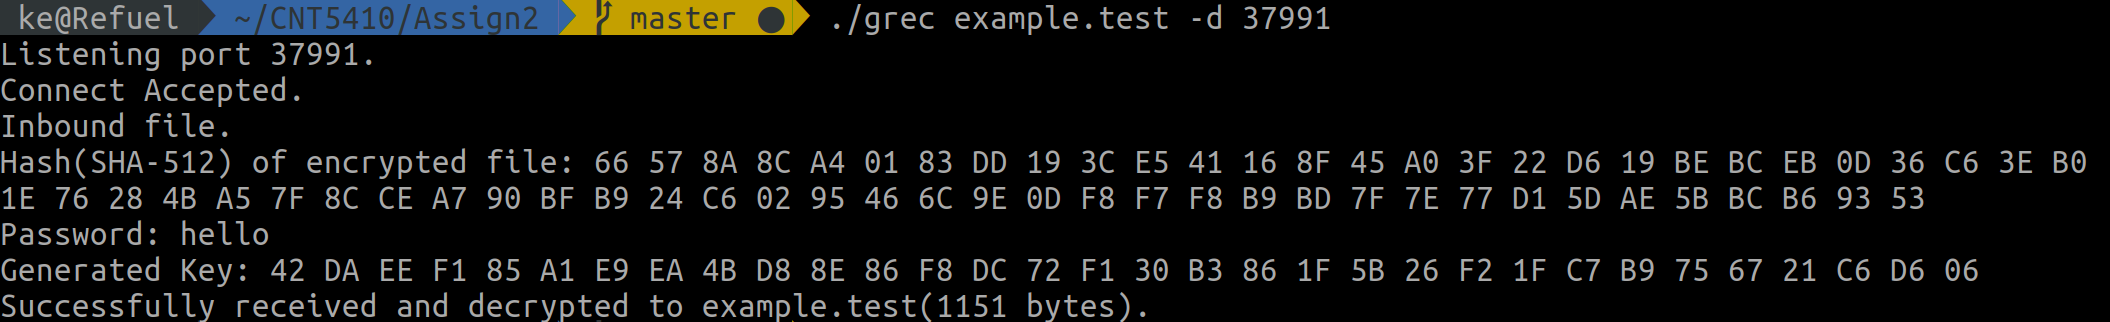 ke@Refuel ~/CNT5410/Assign2 master ● ./grec example.test -d 37991
Listening port 37991.
Connect Accepted.
Inbound file.
Hash(SHA-512) of encrypted file: 66 57 8A 8C A4 01 83 DD 19 3C E5 41 16 8F 45 A0 3F 22 D6 19 BE BC EB 0D 36 C6 3E B0
1E 76 28 4B A5 7F 8C CE A7 90 BF B9 24 C6 02 95 46 6C 9E 0D F8 F7 F8 B9 BD 7F 7E 77 D1 5D AE 5B BC B6 93 53
Password: hello
Generated Key: 42 DA EE F1 85 A1 E9 EA 4B D8 8E 86 F8 DC 72 F1 30 B3 86 1F 5B 26 F2 1F C7 B9 75 67 21 C6 D6 06
Successfully received and decrypted to example.test(1151 bytes).